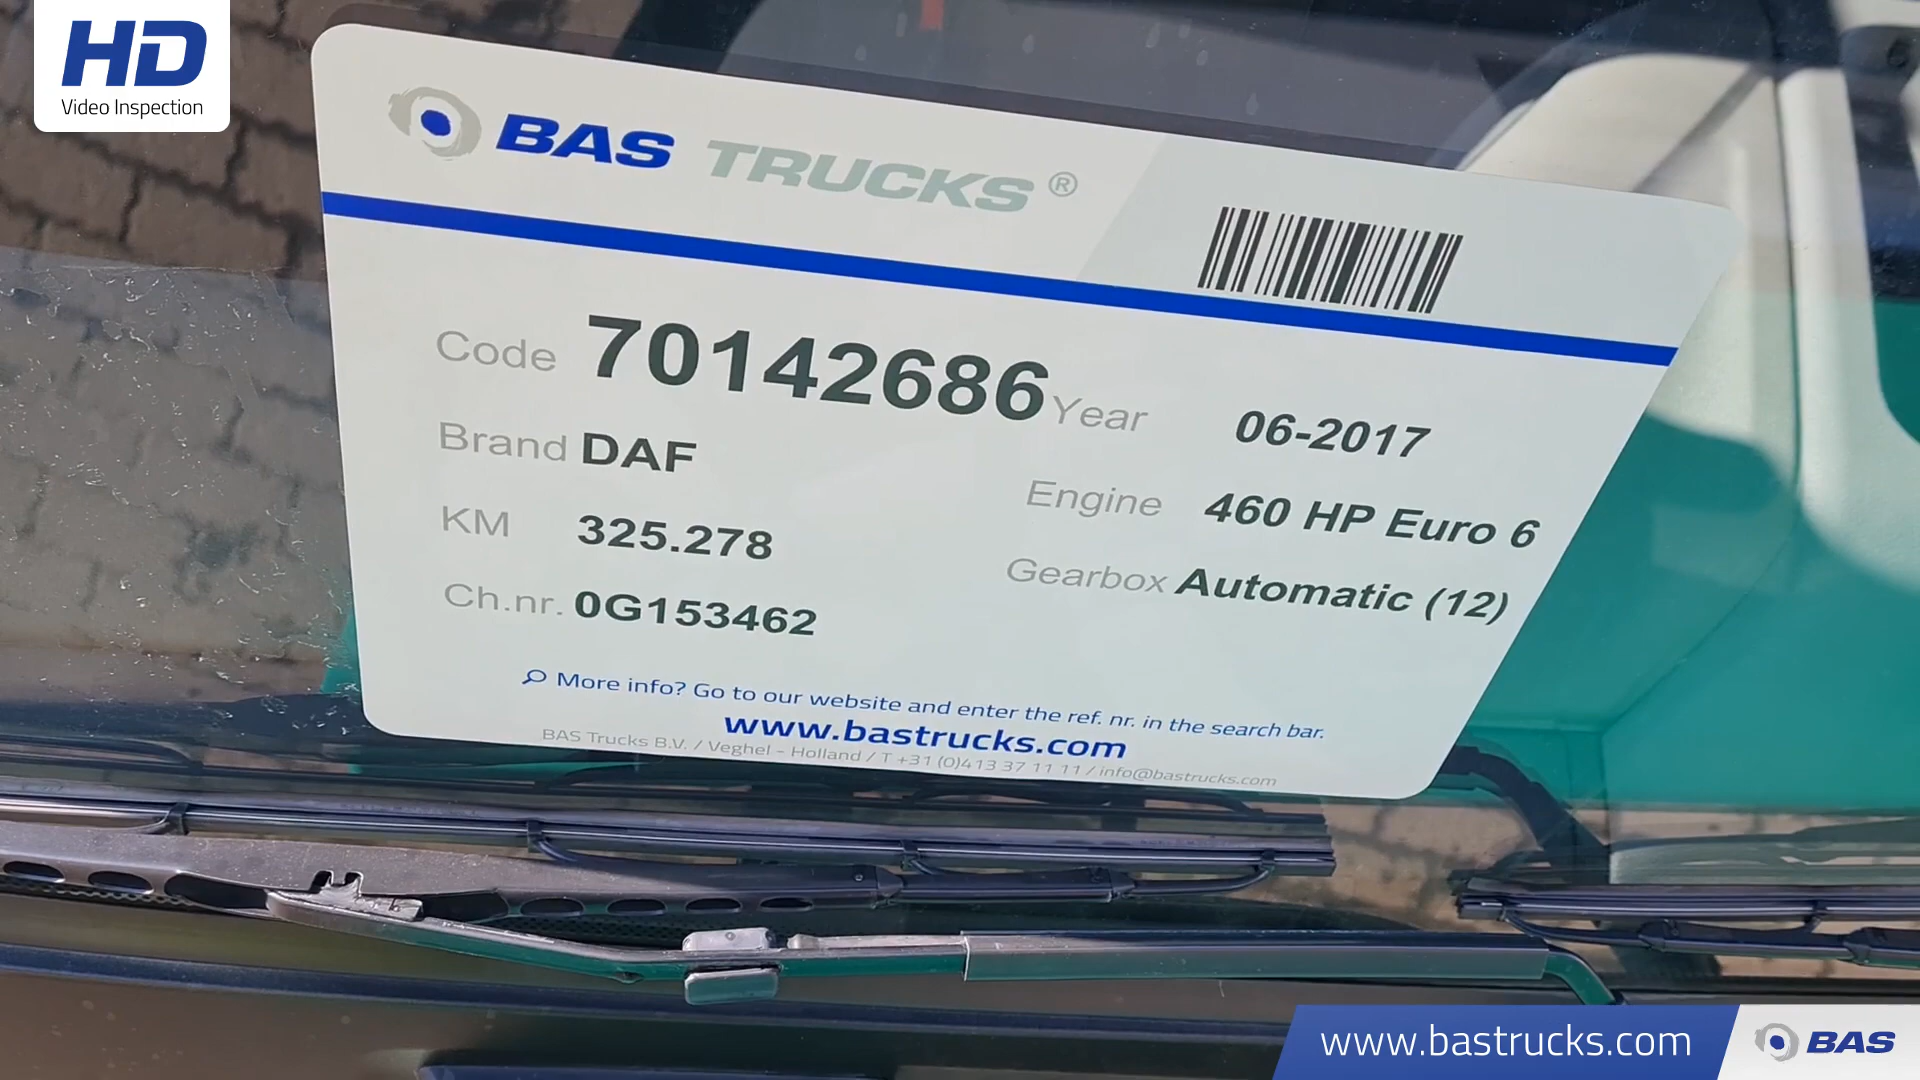 HD
Video Inspection
BAS TRUCKS ®
Code 70142686 Year 06-2017
Brand DAF
Engine 460 HP Euro 6
KM 325.278
Gearbox Automatic (12)
Ch.nr. 0G153462
More info? Go to our website and enter the ref. nr. in the search bar.
www.bastrucks.com
BAS Trucks B.V. / Veghel - Holland / T +31 (0)413 37 11 11 / info@bastrucks.com
www.bastrucks.com BAS